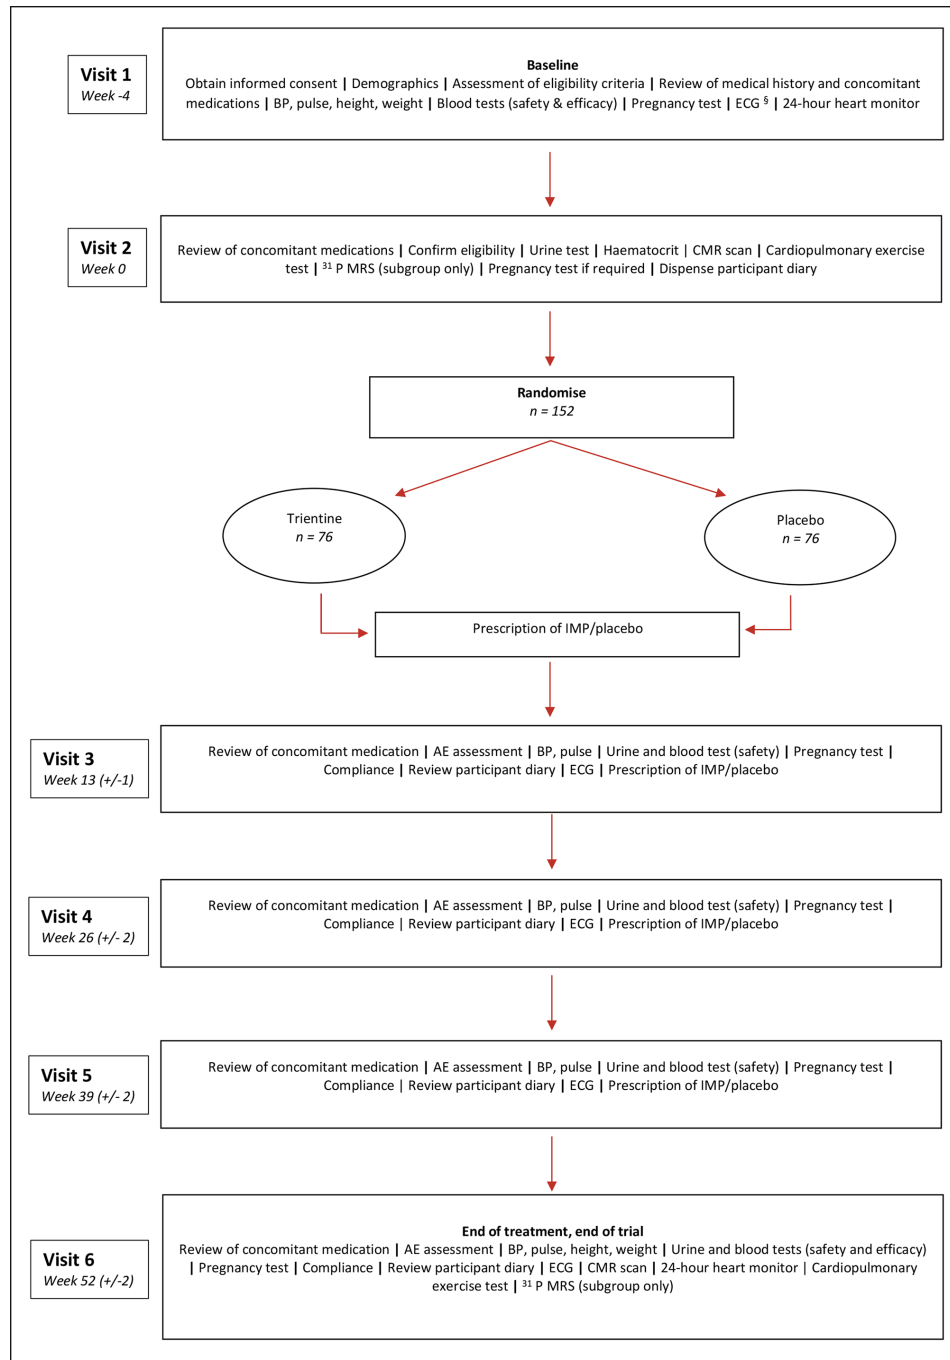 Visit 1
Week -4
Baseline
Obtain informed consent | Demographics | Assessment of eligibility criteria | Review of medical history and concomitant
medications | BP, pulse, height, weight | Blood tests (safety & efficacy) | Pregnancy test | ECG § | 24-hour heart monitor
Visit 2
Week 0
Review of concomitant medications | Confirm eligibility | Urine test | Haematocrit | CMR scan | Cardiopulmonary exercise
test | ³¹ P MRS (subgroup only) | Pregnancy test if required | Dispense participant diary
Randomise
n = 152
Trientine
n = 76
Placebo
n = 76
Prescription of IMP/placebo
Visit 3
Week 13 (+/-1)
Review of concomitant medication | AE assessment | BP, pulse | Urine and blood test (safety) | Pregnancy test |
Compliance | Review participant diary | ECG | Prescription of IMP/placebo
Visit 4
Week 26 (+/- 2)
Review of concomitant medication | AE assessment | BP, pulse | Urine and blood test (safety) | Pregnancy test |
Compliance | Review participant diary | ECG | Prescription of IMP/placebo
Visit 5
Week 39 (+/- 2)
Review of concomitant medication | AE assessment | BP, pulse | Urine and blood test (safety) | Pregnancy test |
Compliance | Review participant diary | ECG | Prescription of IMP/placebo
Visit 6
Week 52 (+/-2)
End of treatment, end of trial
Review of concomitant medication | AE assessment | BP, pulse, height, weight | Urine and blood tests (safety and efficacy)
| Pregnancy test | Compliance | Review participant diary | ECG | CMR scan | 24-hour heart monitor | Cardiopulmonary
exercise test | ³¹ P MRS (subgroup only)